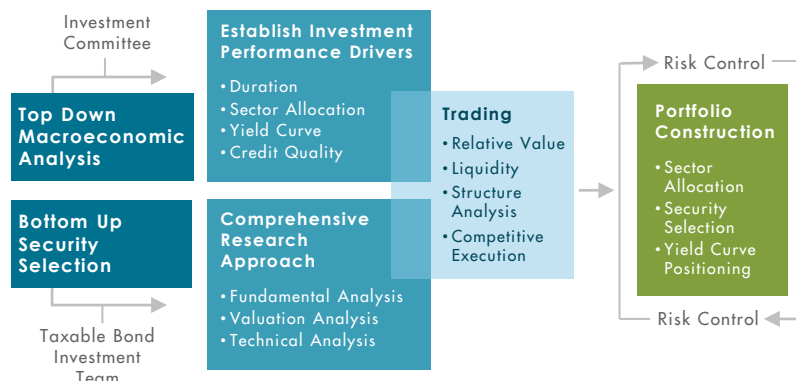 Investment
Committee
Top Down
Macroeconomic
Analysis
Bottom Up
Security
Selection
Taxable Bond
Investment
Team
Establish Investment
Performance Drivers
• Duration
• Sector Allocation
• Yield Curve
• Credit Quality
Comprehensive
Research
Approach
• Fundamental Analysis
• Valuation Analysis
• Technical Analysis
Trading
• Relative Value
• Liquidity
• Structure
Analysis
• Competitive
Execution
Risk Control
Portfolio
Construction
• Sector
Allocation
• Security
Selection
• Yield Curve
Positioning
Risk Control